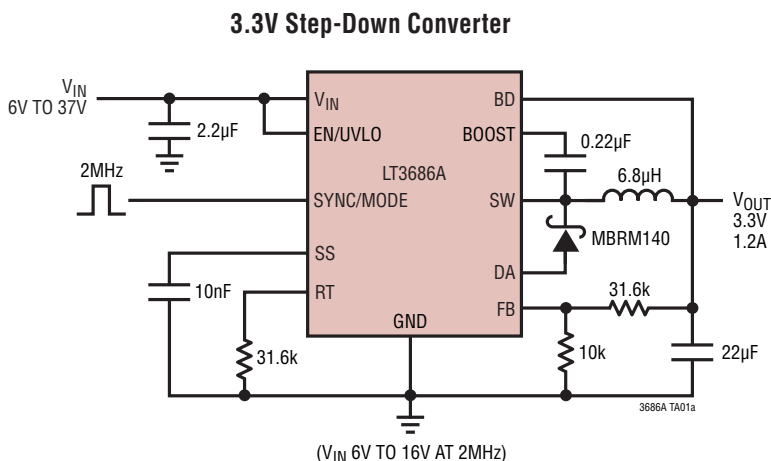 3.3V Step-Down Converter
VIN
6V TO 37V
2.2µF
2MHz
10nF
31.6k
VIN
EN/UVLO
SYNC/MODE
SS
RT
LT3686A
GND
BD
BOOST
SW
DA
FB
0.22µF
6.8µH
MBRM140
VOUT
3.3V
1.2A
31.6k
10k
22µF
3686A TA01a
(VIN 6V TO 16V AT 2MHz)